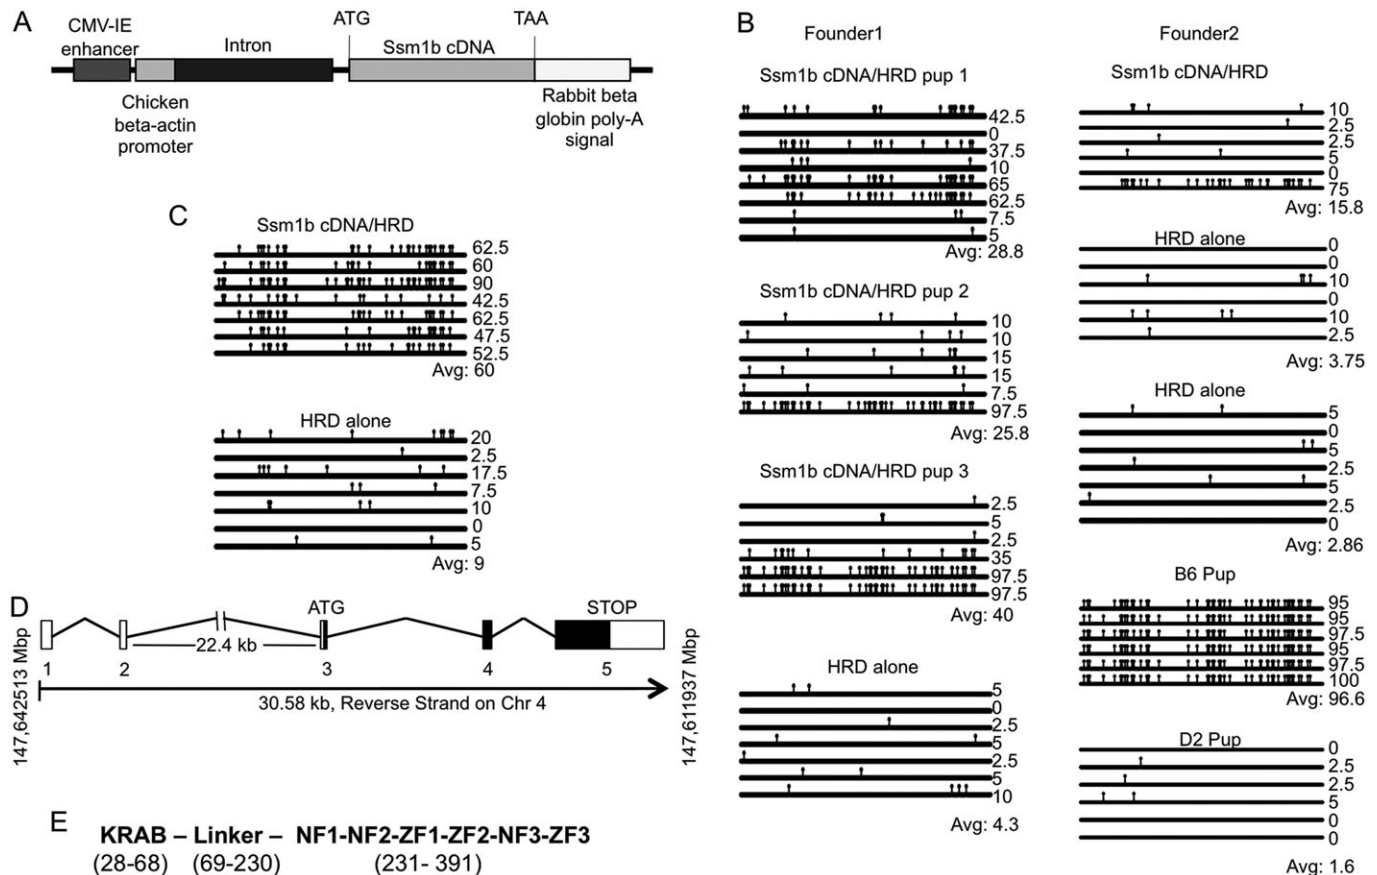 A
CMV-IE
enhancer
Intron
ATG
Ssm1b cDNA
TAA
Chicken
beta-actin
promoter
Rabbit beta
globin poly-A
signal
B
Founder1
Ssm1b cDNA/HRD pup 1
42.5
0
37.5
10
65
62.5
7.5
5
Avg: 28.8
Ssm1b cDNA/HRD pup 2
10
10
15
15
7.5
97.5
Avg: 25.8
Ssm1b cDNA/HRD pup 3
2.5
5
2.5
35
97.5
97.5
Avg: 40
HRD alone
5
0
2.5
5
2.5
5
10
Avg: 4.3
Founder2
Ssm1b cDNA/HRD
10
2.5
2.5
5
0
75
Avg: 15.8
HRD alone
0
0
10
0
10
2.5
Avg: 3.75
HRD alone
5
0
5
2.5
5
2.5
0
Avg: 2.86
B6 Pup
95
95
97.5
95
97.5
100
Avg: 96.6
D2 Pup
0
2.5
2.5
5
0
0
Avg: 1.6
C
Ssm1b cDNA/HRD
62.5
60
90
42.5
62.5
47.5
52.5
Avg: 60
HRD alone
20
2.5
17.5
7.5
10
0
5
Avg: 9
D
147,642513 Mbp
ATG
STOP
22.4 kb
1 2 3 4 5
30.58 kb, Reverse Strand on Chr 4
147,611937 Mbp
E
KRAB – Linker – NF1-NF2-ZF1-ZF2-NF3-ZF3
(28-68) (69-230) (231- 391)